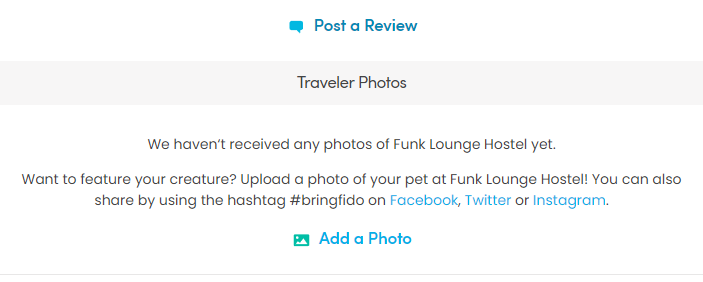 Post a Review
Traveler Photos
We haven't received any photos of Funk Lounge Hostel yet.
Want to feature your creature? Upload a photo of your pet at Funk Lounge Hostel! You can also
share by using the hashtag #bringfido on Facebook, Twitter or Instagram.
Add a Photo